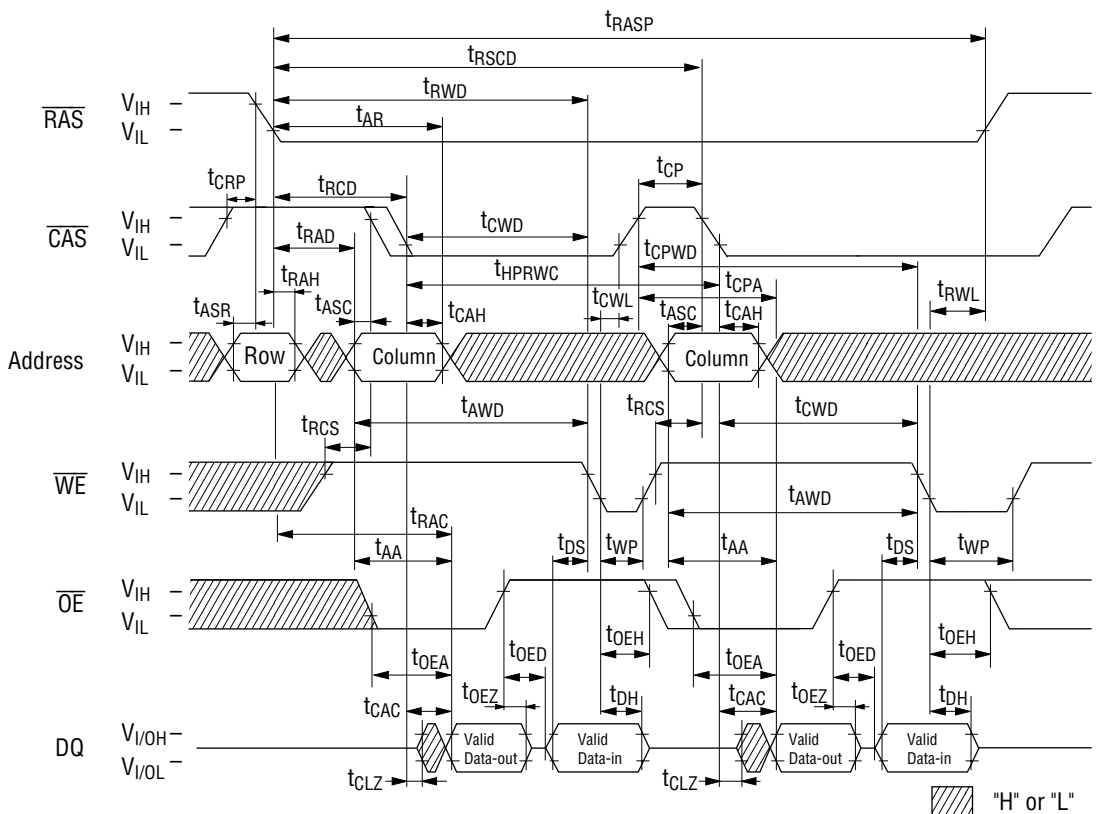 tRASP
tRSCD
tRWD
tAR
RAS
VIH
VIL
tCRP
tRCD
tCP
CAS
VIH
VIL
tRAD
tCWD
tCPWD
tHPRWC
tCPA
tRAH
tRWL
tASR
tASC
tCAH
tCWL
tASC
tCAH
Address
VIH
VIL
Row
Column
Column
tAWD
tRCS
tCWD
tRCS
WE
VIH
VIL
tAWD
tRAC
tAA
tDS
tWP
tAA
tDS
tWP
OE
VIH
VIL
tOEH
tOEH
tOEA
tOED
tOEA
tOED
tCAC
tOEZ
tDH
tCAC
tOEZ
tDH
DQ
VI/OH
VI/OL
Valid
Data-out
Valid
Data-in
Valid
Data-out
Valid
Data-in
tCLZ
tCLZ
"H" or "L"